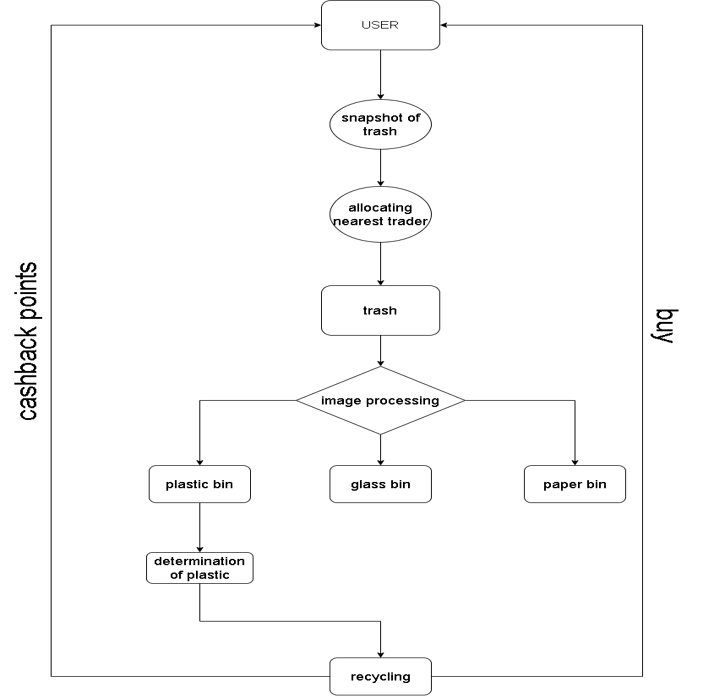 USER
snapshot of
trash
allocating
nearest trader
trash
cashback points
buy
image processing
plastic bin
glass bin
paper bin
determination
of plastic
recycling